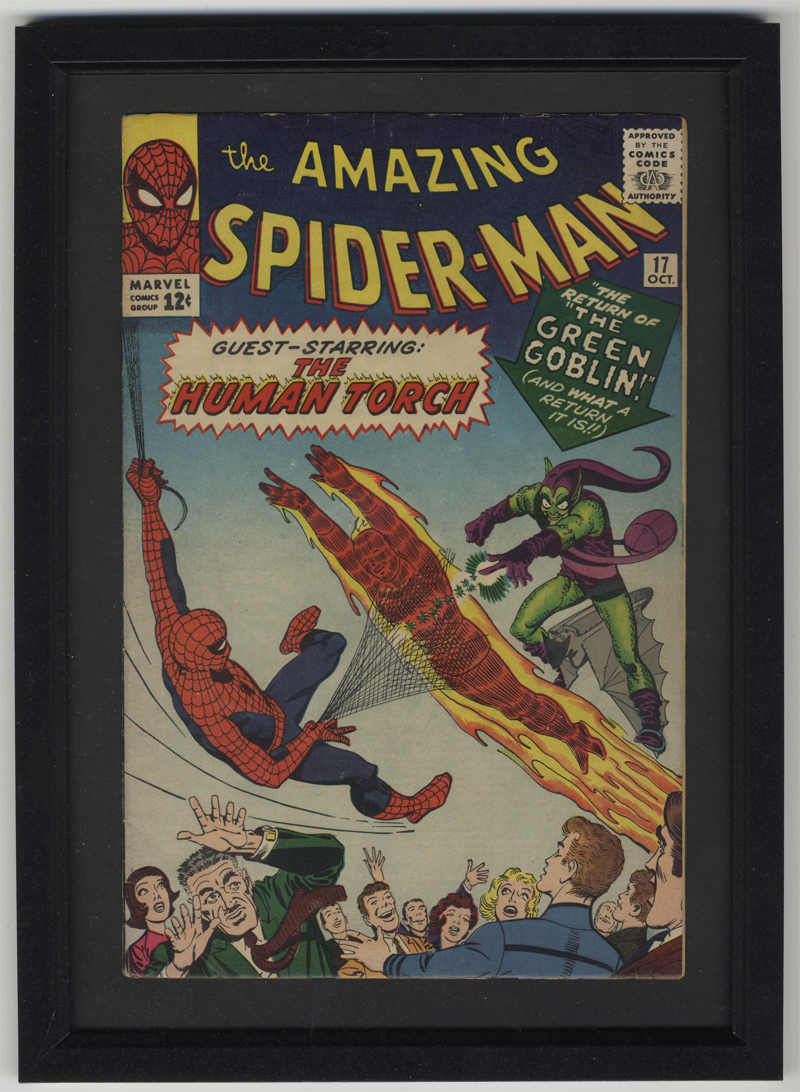 the AMAZING
SPIDER-MAN
APPROVED
BY THE
COMICS
CODE
CA
AUTHORITY
MARVEL
COMICS
GROUP 12¢
17
OCT.
GUEST-STARRING:
THE
HUMAN TORCH
"THE
RETURN OF
"THE
GREEN
GOBLIN!"
(AND WHAT A
RETURN
IT IS!!)